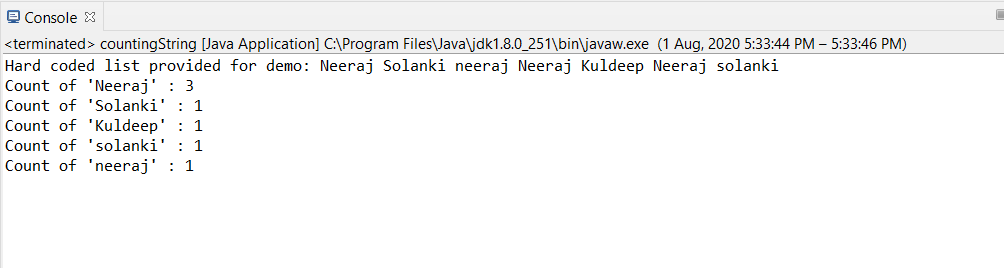 Console
<terminated> countingString [Java Application] C:\Program Files\Java\jdk1.8.0_251\bin\javaw.exe (1 Aug, 2020 5:33:44 PM – 5:33:46 PM)
Hard coded list provided for demo: Neeraj Solanki neeraj Neeraj Kuldeep Neeraj solanki
Count of 'Neeraj' : 3
Count of 'Solanki' : 1
Count of 'Kuldeep' : 1
Count of 'solanki' : 1
Count of 'neeraj' : 1